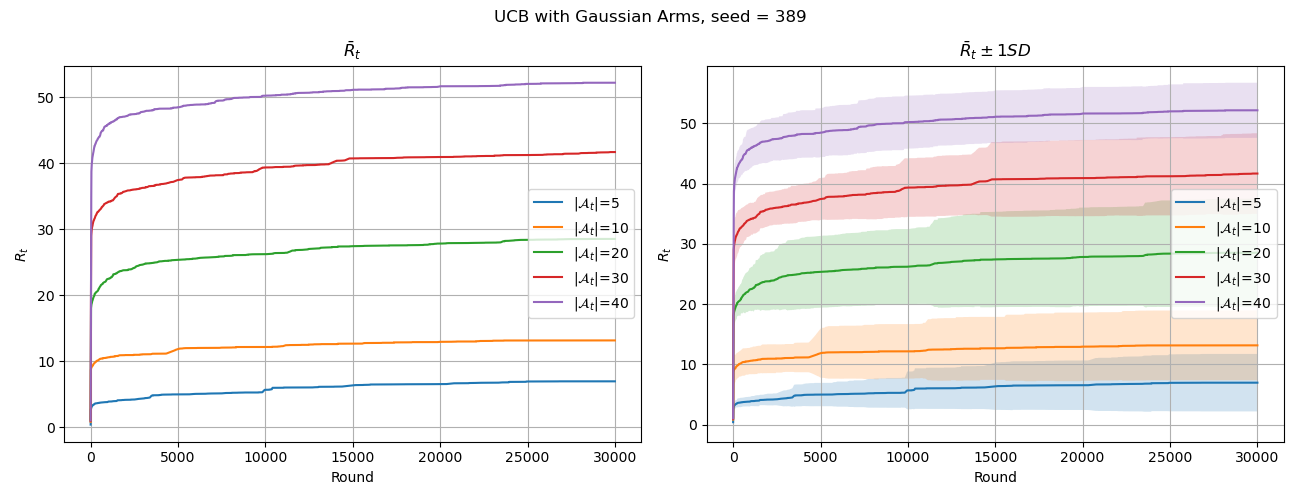 UCB with Gaussian Arms, seed = 389
R̄ₜ
Rₜ
50
40
30
20
10
0
0 5000 10000 15000 20000 25000 30000
Round
|𝒜ₜ|=5
|𝒜ₜ|=10
|𝒜ₜ|=20
|𝒜ₜ|=30
|𝒜ₜ|=40
R̄ₜ ± 1SD
Rₜ
50
40
30
20
10
0
0 5000 10000 15000 20000 25000 30000
Round
|𝒜ₜ|=5
|𝒜ₜ|=10
|𝒜ₜ|=20
|𝒜ₜ|=30
|𝒜ₜ|=40